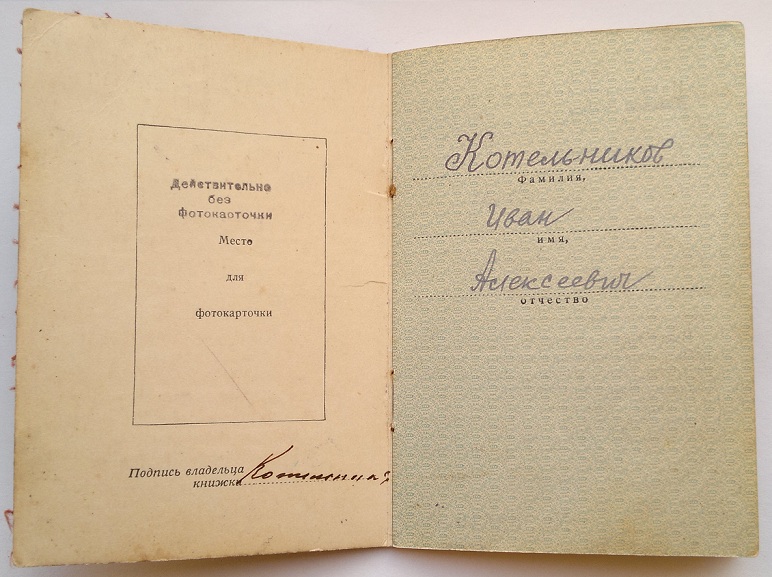 Действительно
без
фотокарточки
Место
для
фотокарточки
Подпись владельца
книжки
Котельников
фамилия,
Иван
имя,
Алексеевич
отчество